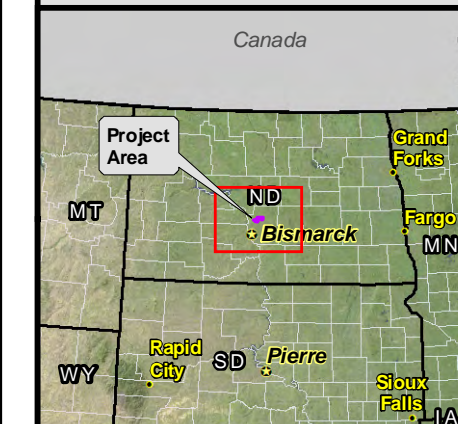 Canada
Project
Area
Grand
Forks
ND
MT
Fargo
Bismarck
MN
Rapid
City
SD
Pierre
WY
Sioux
Falls
IA